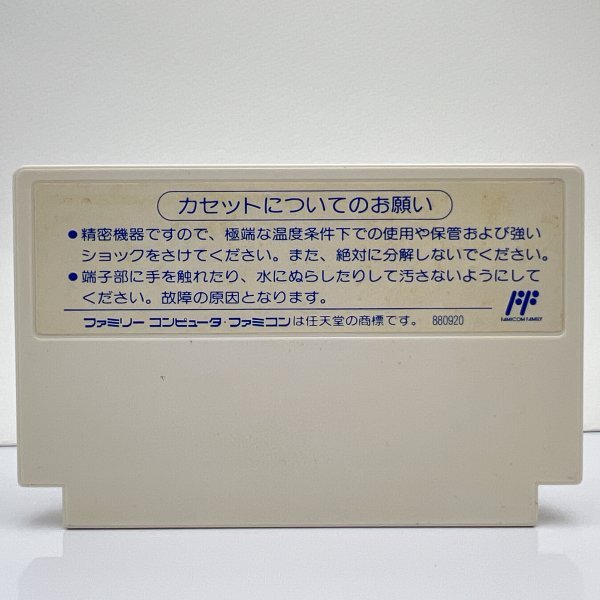 カセットについてのお願い
●精密機器ですので、極端な温度条件下での使用や保管および強い
ショックをさけてください。また、絶対に分解しないでください。
●端子部に手を触れたり、水にぬらしたりして汚さないようにして
ください。故障の原因となります。
FAMICOM FAMILY
ファミリー コンピュータ・ファミコンは任天堂の商標です。 880920